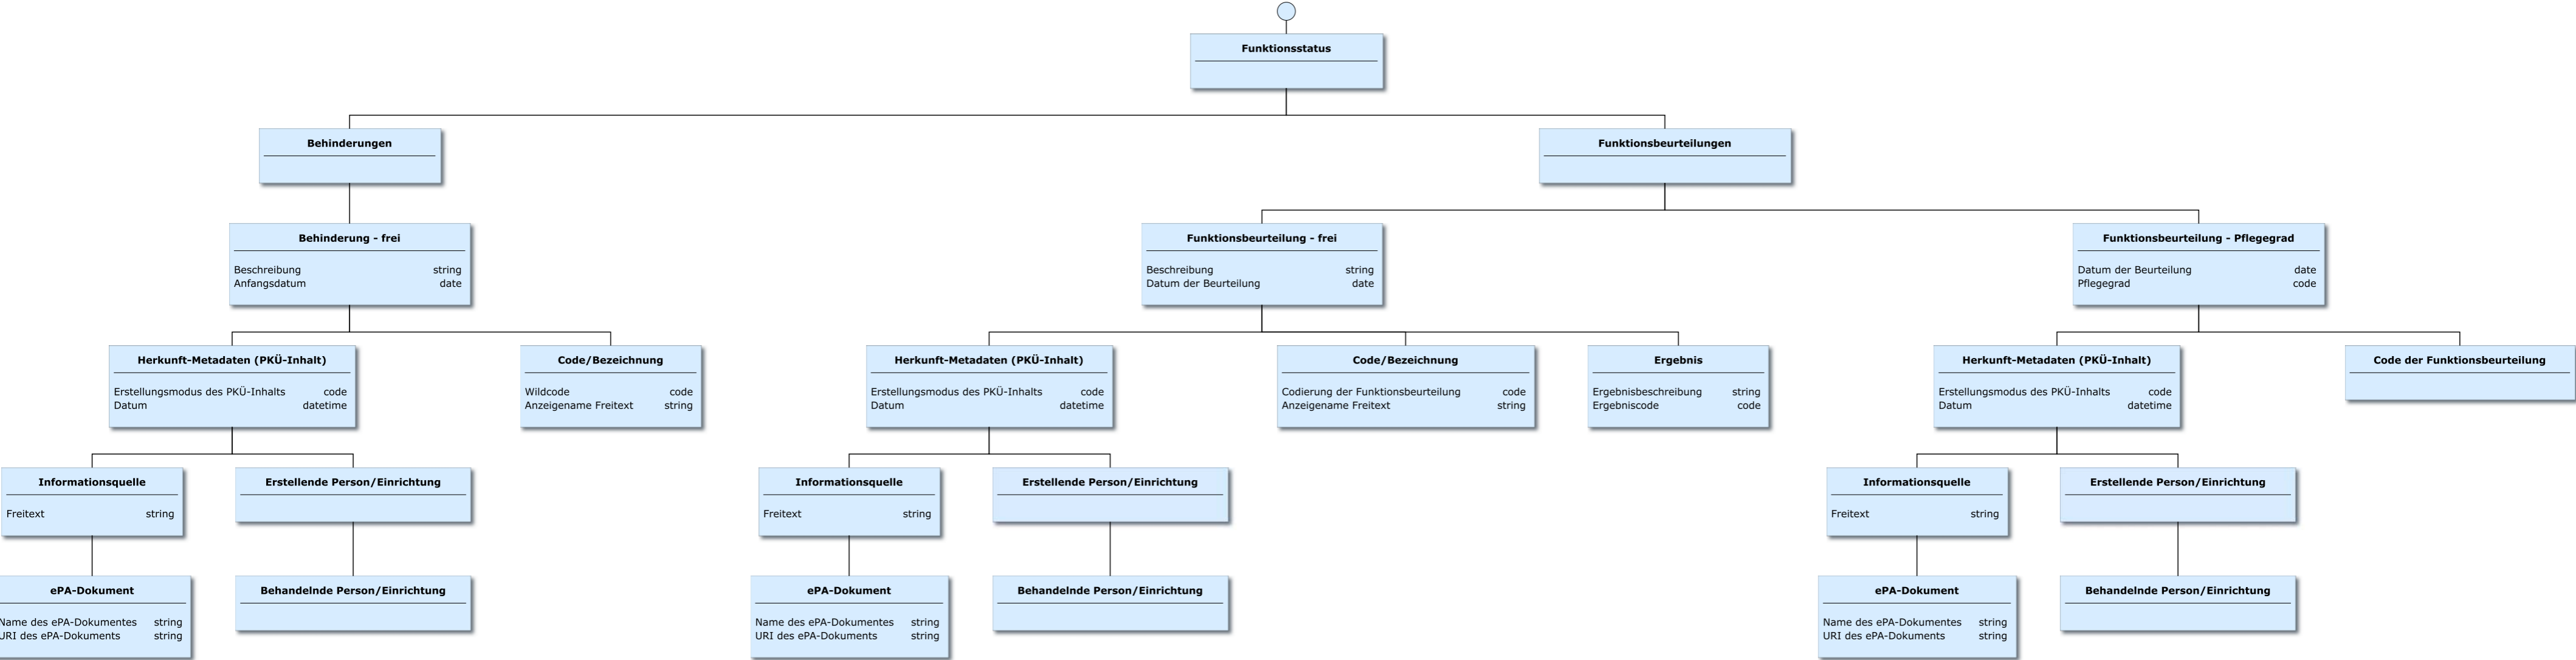 Funktionsstatus
Behinderungen
Funktionsbeurteilungen
Behinderung - frei
Beschreibung string
Anfangsdatum date
Funktionsbeurteilung - frei
Beschreibung string
Datum der Beurteilung date
Funktionsbeurteilung - Pflegegrad
Datum der Beurteilung date
Pflegegrad code
Herkunft-Metadaten (PKÜ-Inhalt)
Erstellungsmodus des PKÜ-Inhalts code
Datum datetime
Code/Bezeichnung
Wildcode code
Anzeigename Freitext string
Herkunft-Metadaten (PKÜ-Inhalt)
Erstellungsmodus des PKÜ-Inhalts code
Datum datetime
Code/Bezeichnung
Codierung der Funktionsbeurteilung code
Anzeigename Freitext string
Ergebnis
Ergebnisbeschreibung string
Ergebniscode code
Herkunft-Metadaten (PKÜ-Inhalt)
Erstellungsmodus des PKÜ-Inhalts code
Datum datetime
Code der Funktionsbeurteilung
Informationsquelle
Freitext string
Erstellende Person/Einrichtung
Informationsquelle
Freitext string
Erstellende Person/Einrichtung
Informationsquelle
Freitext string
Erstellende Person/Einrichtung
ePA-Dokument
Name des ePA-Dokumentes string
URI des ePA-Dokuments string
Behandelnde Person/Einrichtung
ePA-Dokument
Name des ePA-Dokumentes string
URI des ePA-Dokuments string
Behandelnde Person/Einrichtung
ePA-Dokument
Name des ePA-Dokumentes string
URI des ePA-Dokuments string
Behandelnde Person/Einrichtung